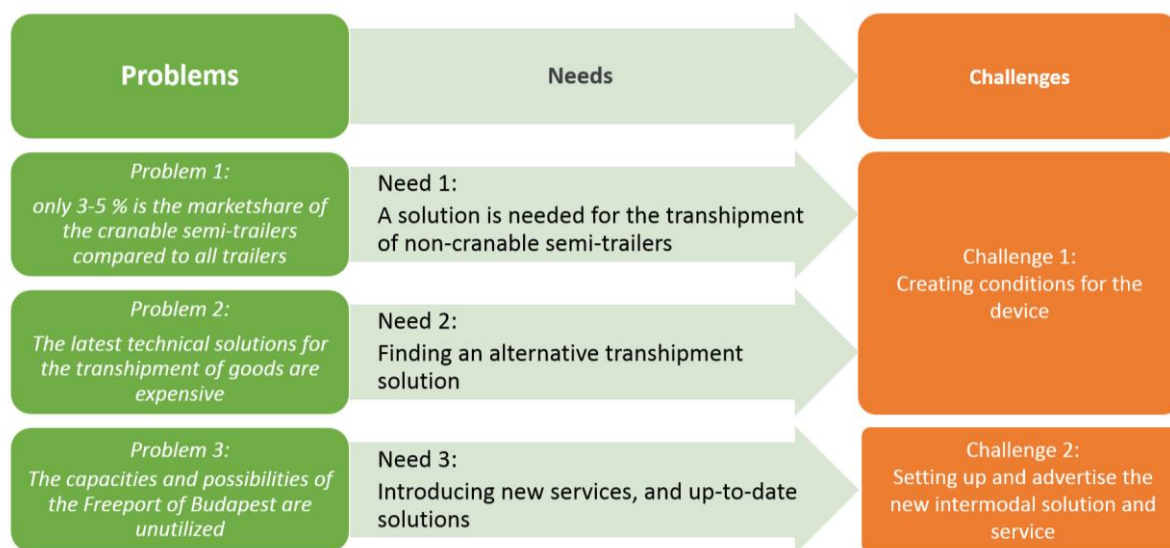 Problems
Needs
Challenges
Problem 1:
only 3-5 % is the marketshare of
the cranable semi-trailers
compared to all trailers
Need 1:
A solution is needed for the transhipment
of non-cranable semi-trailers
Challenge 1:
Creating conditions for the
device
Problem 2:
The latest technical solutions for
the transhipment of goods are
expensive
Need 2:
Finding an alternative transhipment
solution
Problem 3:
The capacities and possibilities of
the Freeport of Budapest are
unutilized
Need 3:
Introducing new services, and up-to-date
solutions
Challenge 2:
Setting up and advertise the
new intermodal solution and
service